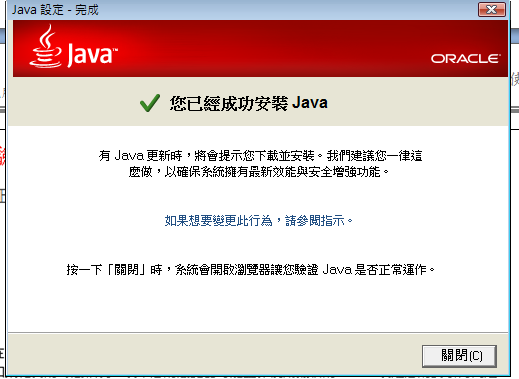 Java 設定 - 完成
Java™
ORACLE
您已經成功安裝 Java
有 Java 更新時，將會提示您下載並安裝。我們建議您一律這
麼做，以確保系統擁有最新效能與安全增強功能。
如果想要變更此行為，請參閱指示。
按一下「關閉」時，系統會開啟瀏覽器讓您驗證 Java 是否正常運作。
關閉(C)